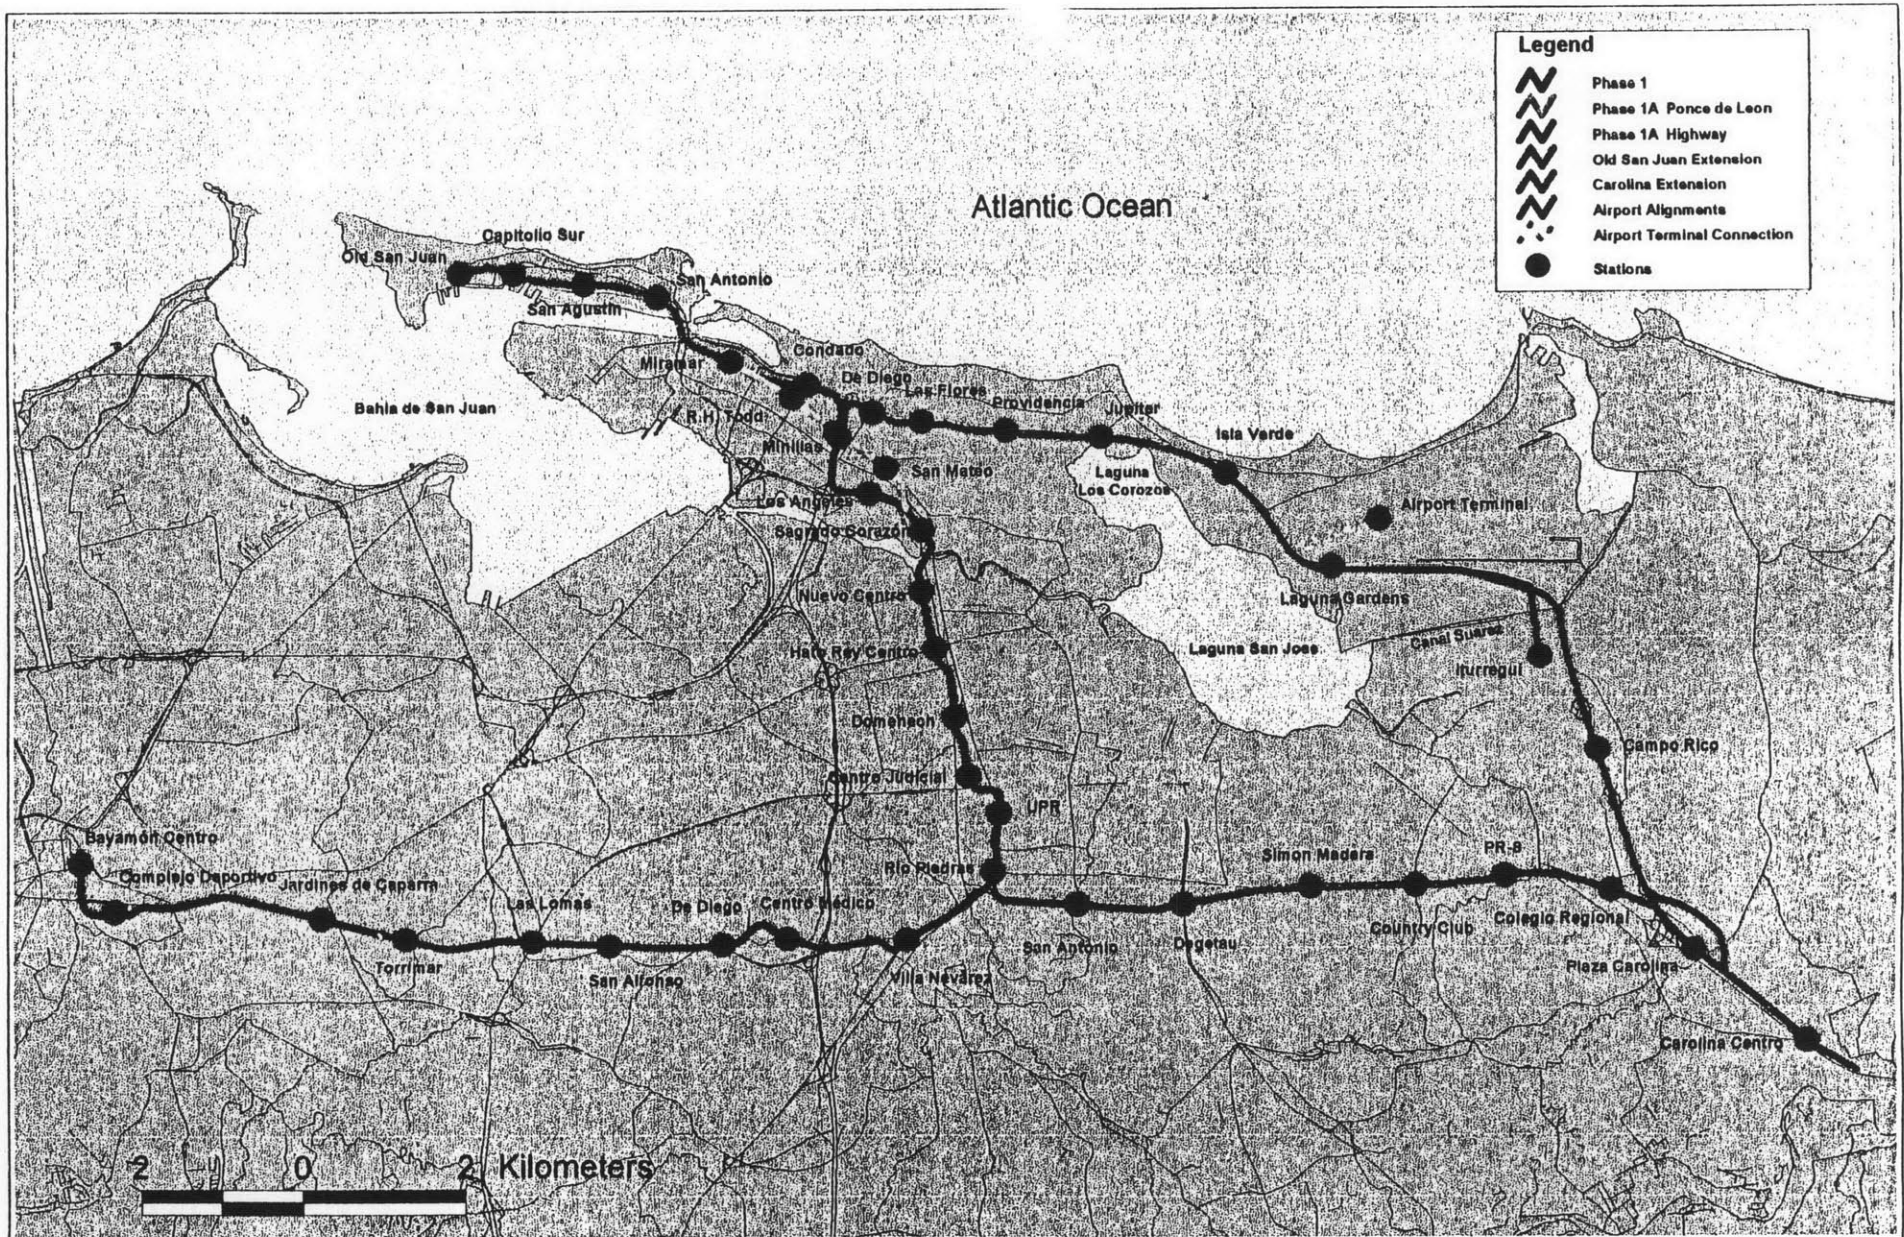 Legend
Phase 1
Phase 1A Ponce de Leon
Phase 1A Highway
Old San Juan Extension
Carolina Extension
Airport Alignments
Airport Terminal Connection
Stations
Atlantic Ocean
Capitolio Sur
Old San Juan
San Antonio
San Agustin
Condado
Miramar
De Diego
Las Flores
Providencia
Jupiter
Bahia de San Juan
R.H. Todd
Isla Verde
Minillas
San Mateo
Laguna
Los Corozos
Los Angeles
Airport Terminal
Sagrado Corazón
Nuevo Centro
Laguna Gardens
Canal Suarez
Hato Rey Centro
Laguna San Jose
Iturregui
Domenech
Campo Rico
Centro Judicial
UPR
Bayamón Centro
Simon Madera
PR-8
Rio Piedras
Complejo Deportivo
Jardines de Caparra
Las Lomas
De Diego
Centro Médico
Colegio Regional
Country Club
San Antonio
Degetau
Torrimar
San Alfonso
Villa Nevárez
Plaza Carolina
Carolina Centro
2 0 2 Kilometers